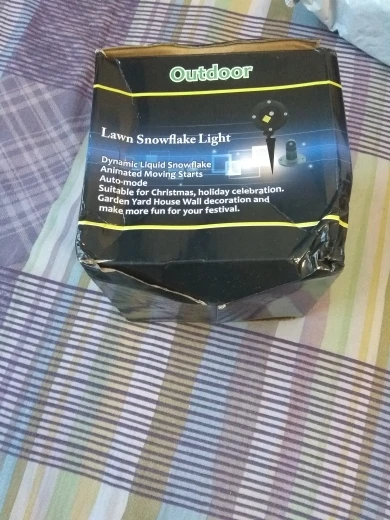 Outdoor
Lawn Snowflake Light
Dynamic Liquid Snowflake
Animated Moving Starts
Auto-mode
Suitable for Christmas, holiday celebration.
Garden Yard House Wall decoration and
make more fun for your festival.